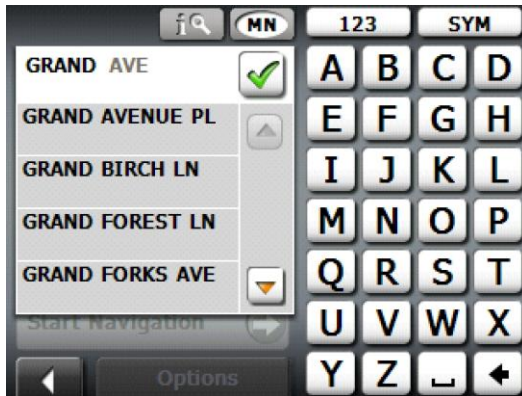 fi MN 123 SYM
GRAND AVE
GRAND AVENUE PL
GRAND BIRCH LN
GRAND FOREST LN
GRAND FORKS AVE
Start Navigation
Options
A B C D
E F G H
I J K L
M N O P
Q R S T
U V W X
Y Z